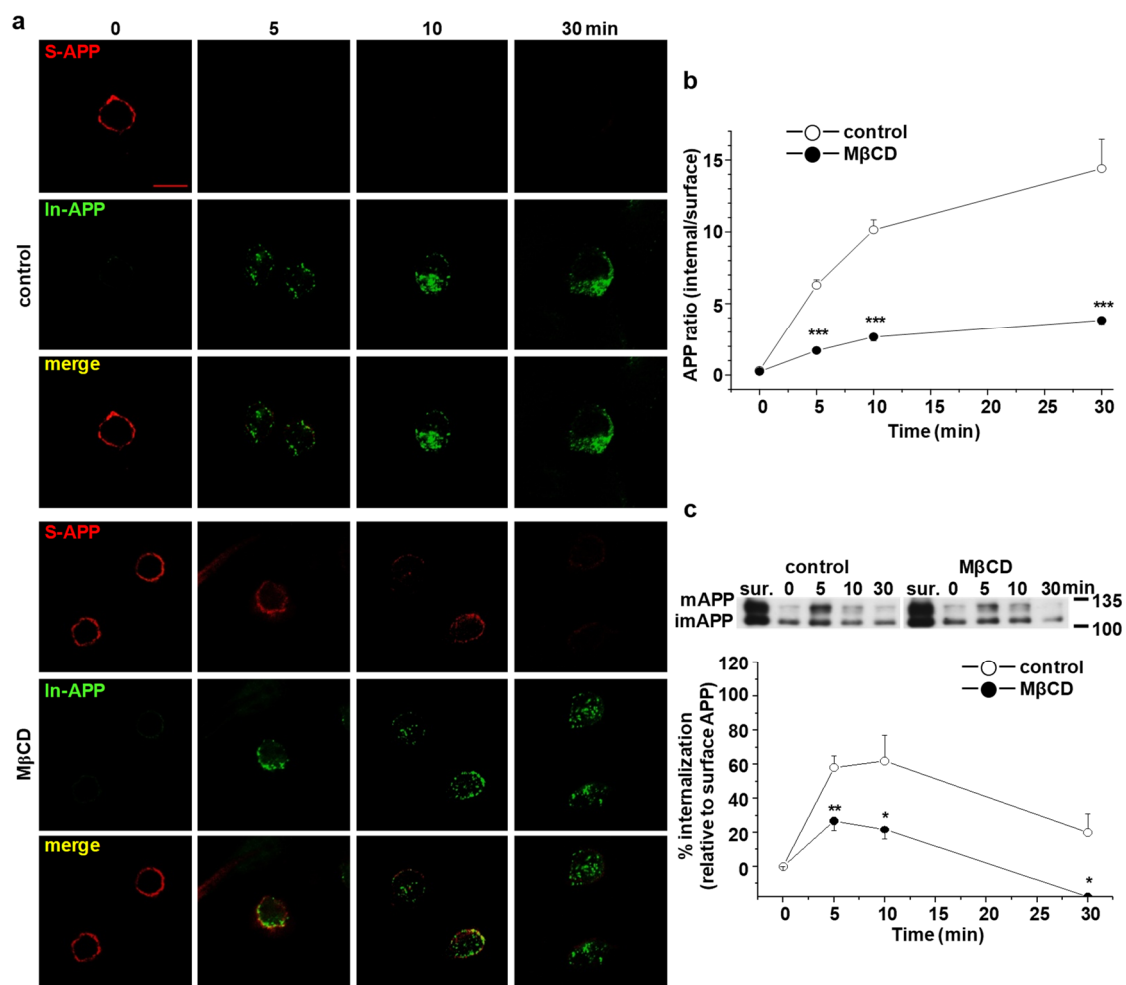 a
0 5 10 30 min
S-APP
In-APP
control
merge
S-APP
In-APP
MβCD
merge
b
control
MβCD
APP ratio (internal/surface)
15
10
5
0
***
***
***
0 5 10 15 20 25 30
Time (min)
c
control MβCD
sur. 0 5 10 30 sur. 0 5 10 30 min
mAPP
imAPP
135
100
control
MβCD
% internalization
(relative to surface APP)
120
100
80
60
40
20
0
**
*
*
0 5 10 15 20 25 30
Time (min)